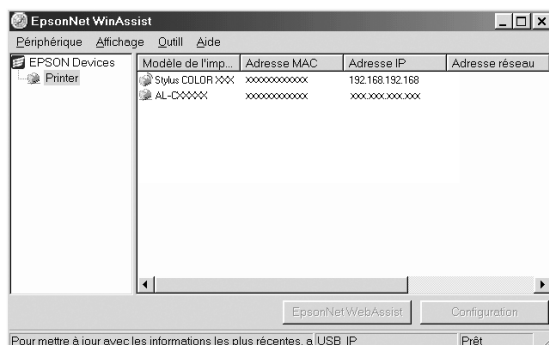 EpsonNet WinAssist
Périphérique Affichage Outill Aide
EPSON Devices
Printer
Modèle de l'imp... Adresse MAC Adresse IP Adresse réseau
Stylus COLOR XXX xxxxxxxxxxxx 192.168.192.168
AL-CXXXXX xxxxxxxxxxxx xxx.xxx.xxx.xxx
EpsonNet WebAssist Configuration
Pour mettre à jour avec les informations les plus récentes, a USB IP Prêt